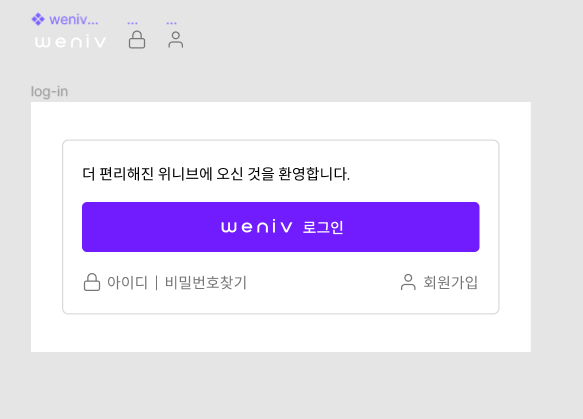 weniv... ... ...
weniv
log-in
더 편리해진 위니브에 오신 것을 환영합니다.
weniv 로그인
아이디 | 비밀번호찾기 회원가입